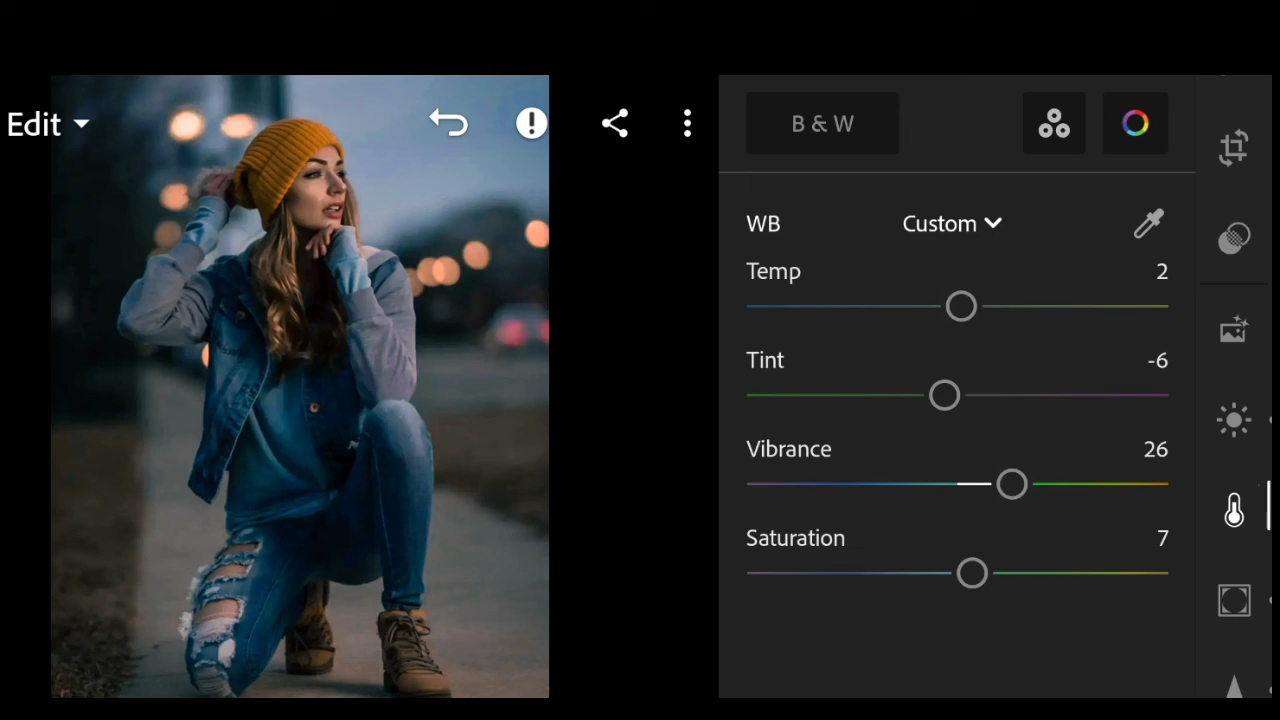 Edit
B & W
WB Custom
Temp 2
Tint -6
Vibrance 26
Saturation 7